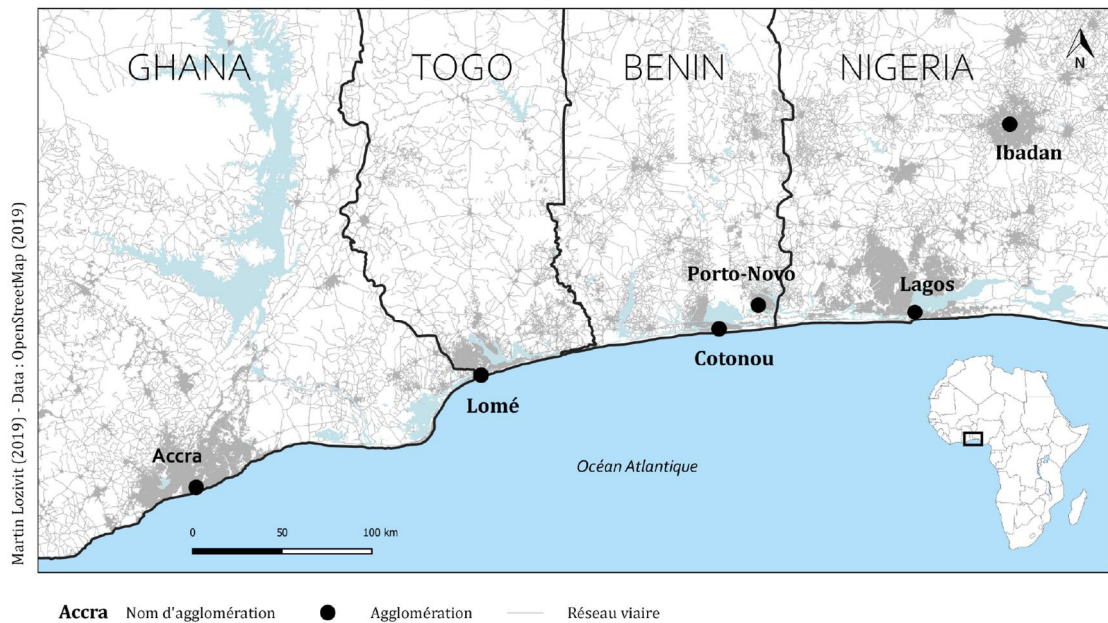 GHANA
TOGO
BENIN
NIGERIA
N
Ibadan
Porto-Novo
Lagos
Cotonou
Lomé
Accra
Océan Atlantique
0 50 100 km
Martin Lozivit (2019) - Data : OpenStreetMap (2019)
Accra Nom d'agglomération Agglomération Réseau viaire